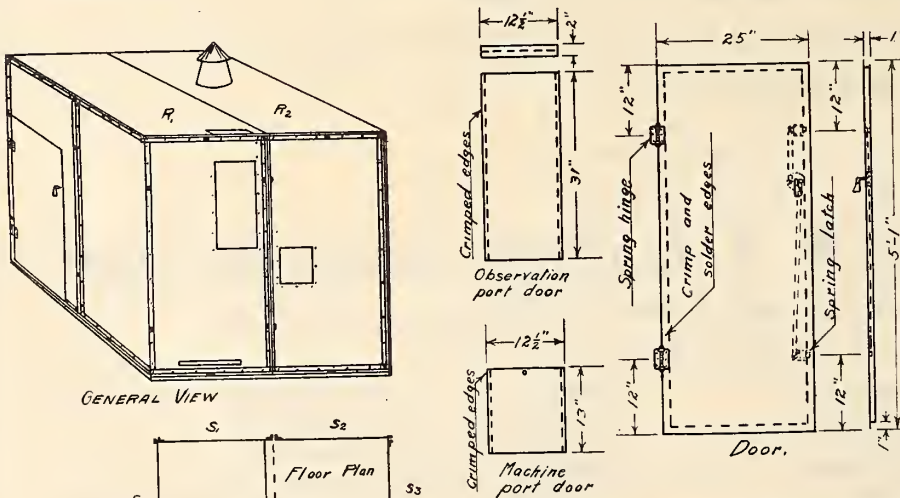 R₁
R₂
GENERAL VIEW
S₁
S₂
Floor Plan
S₃
12½"
2"
Crimped edges
31"
Observation
port door
12½"
Crimped edges
13"
Machine
port door
25"
1"
12"
12"
Spring hinge
Crimp and
solder edges
Spring latch
5'-1"
12"
12"
1"
Door.